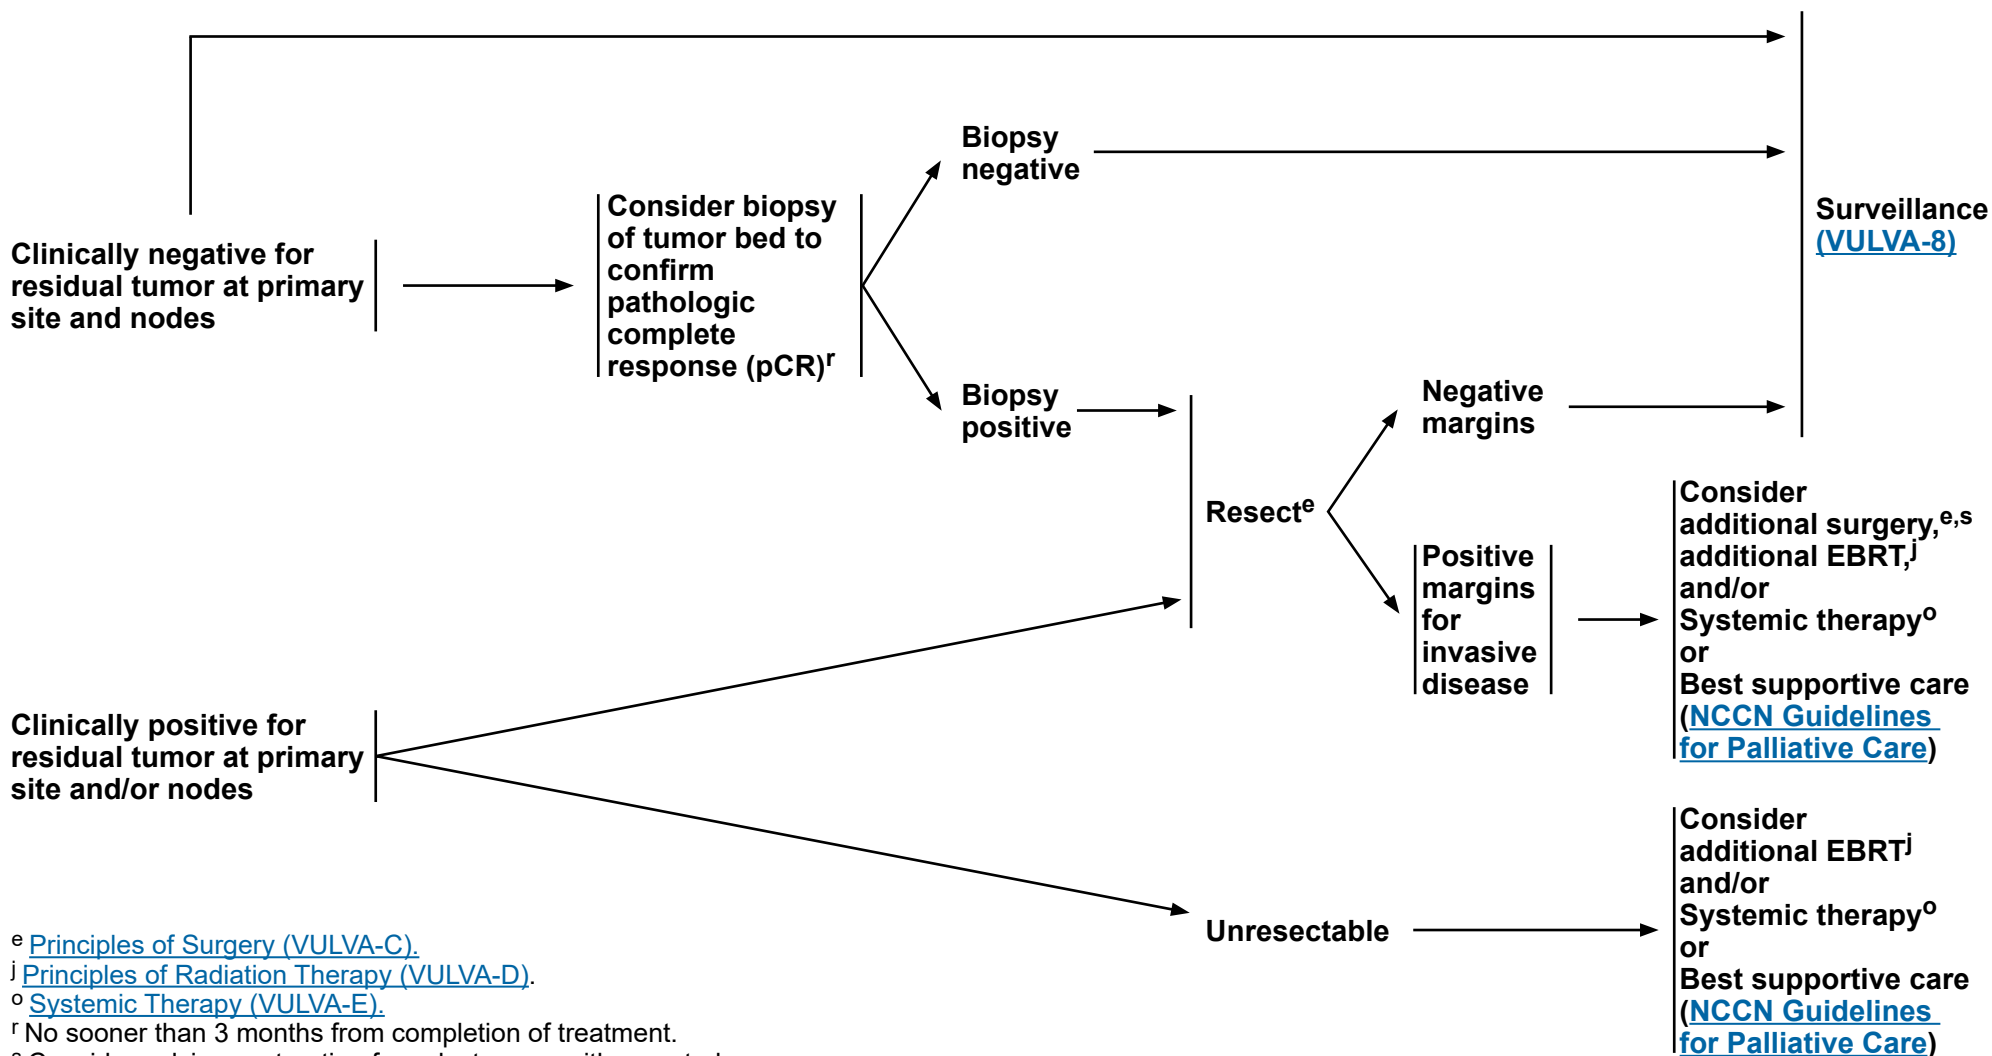 Clinically negative for
residual tumor at primary
site and nodes
Consider biopsy
of tumor bed to
confirm
pathologic
complete
response (pCR)r
Biopsy
negative
Biopsy
positive
Surveillance
(VULVA-8)
Resecte
Negative
margins
Positive
margins
for
invasive
disease
Consider
additional surgery,e,s
additional EBRT,j
and/or
Systemic therapyo
or
Best supportive care
(NCCN Guidelines
for Palliative Care)
Clinically positive for
residual tumor at primary
site and/or nodes
Unresectable
Consider
additional EBRTj
and/or
Systemic therapyo
or
Best supportive care
(NCCN Guidelines
for Palliative Care)
e Principles of Surgery (VULVA-C).
j Principles of Radiation Therapy (VULVA-D).
o Systemic Therapy (VULVA-E).
r No sooner than 3 months from completion of treatment.